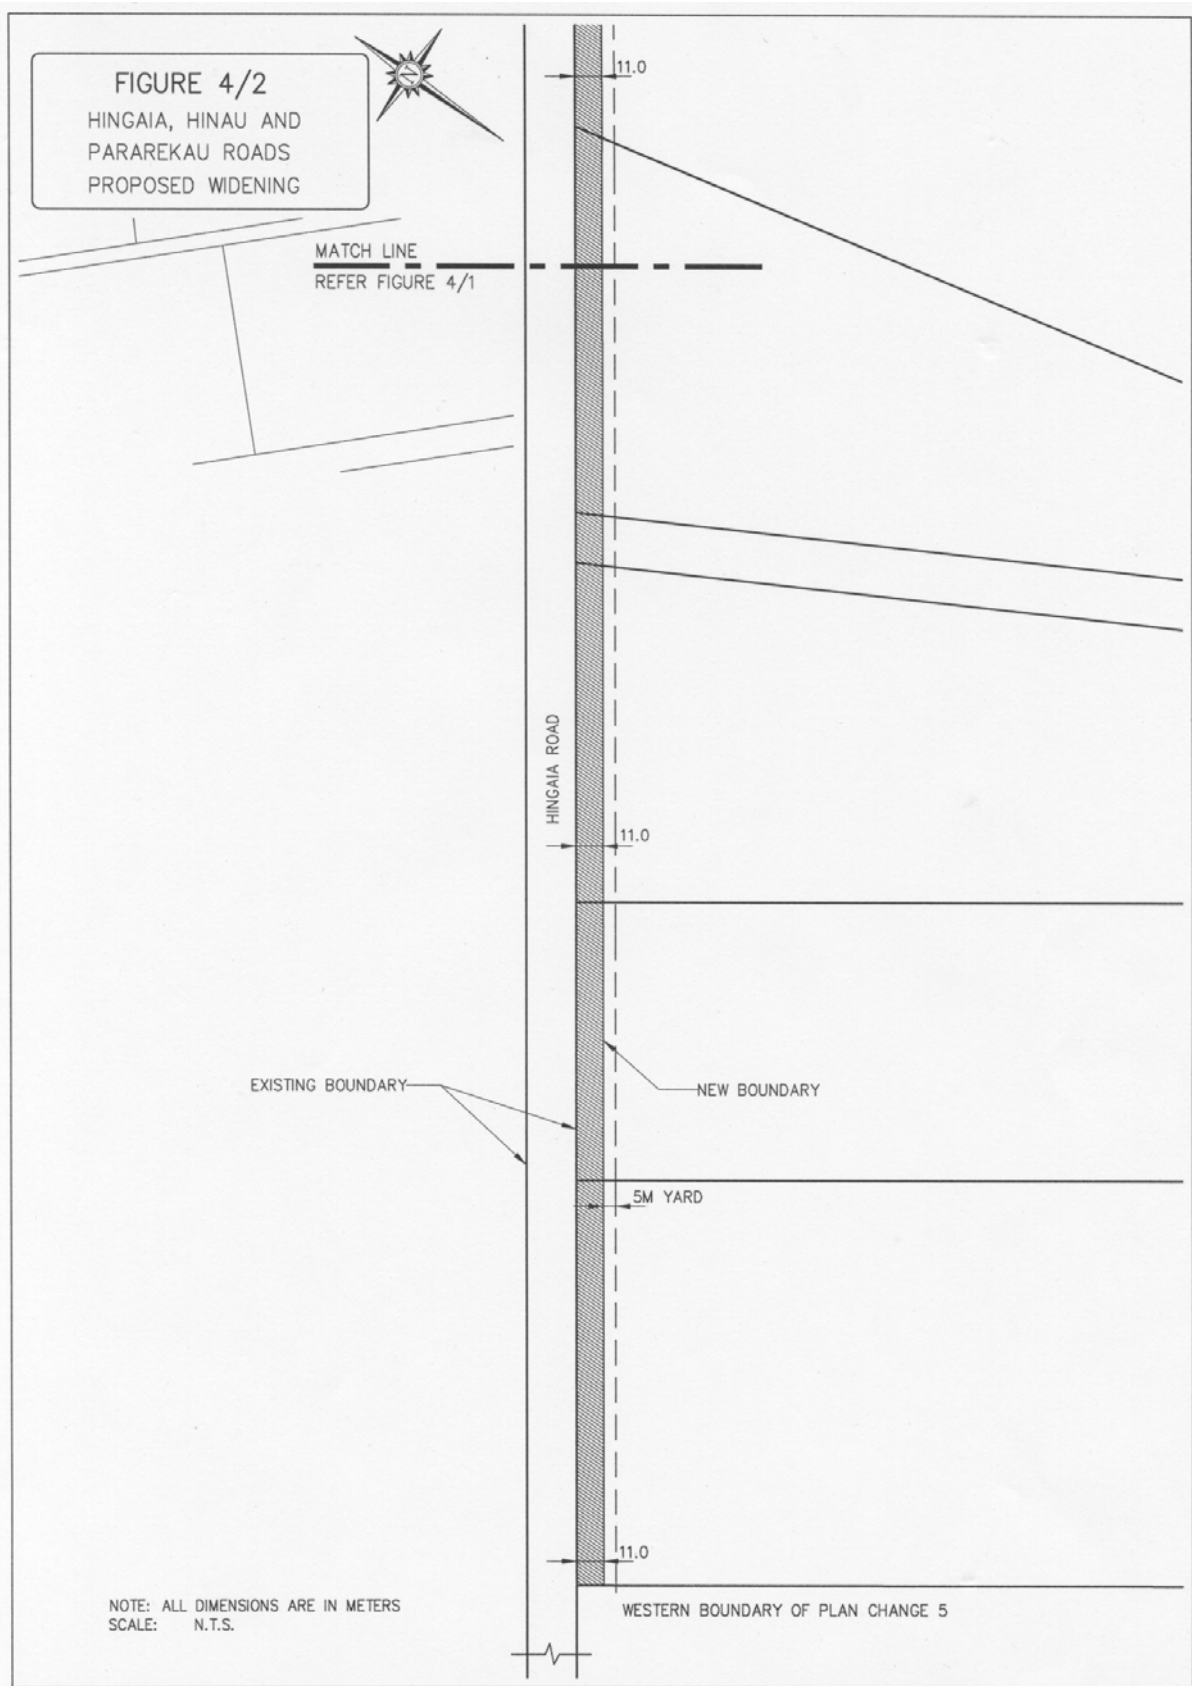 FIGURE 4/2
HINGAIA, HINAU AND
PARAREKAU ROADS
PROPOSED WIDENING
N
11.0
MATCH LINE
REFER FIGURE 4/1
HINGAIA ROAD
11.0
EXISTING BOUNDARY
NEW BOUNDARY
5M YARD
11.0
NOTE: ALL DIMENSIONS ARE IN METERS
SCALE: N.T.S.
WESTERN BOUNDARY OF PLAN CHANGE 5